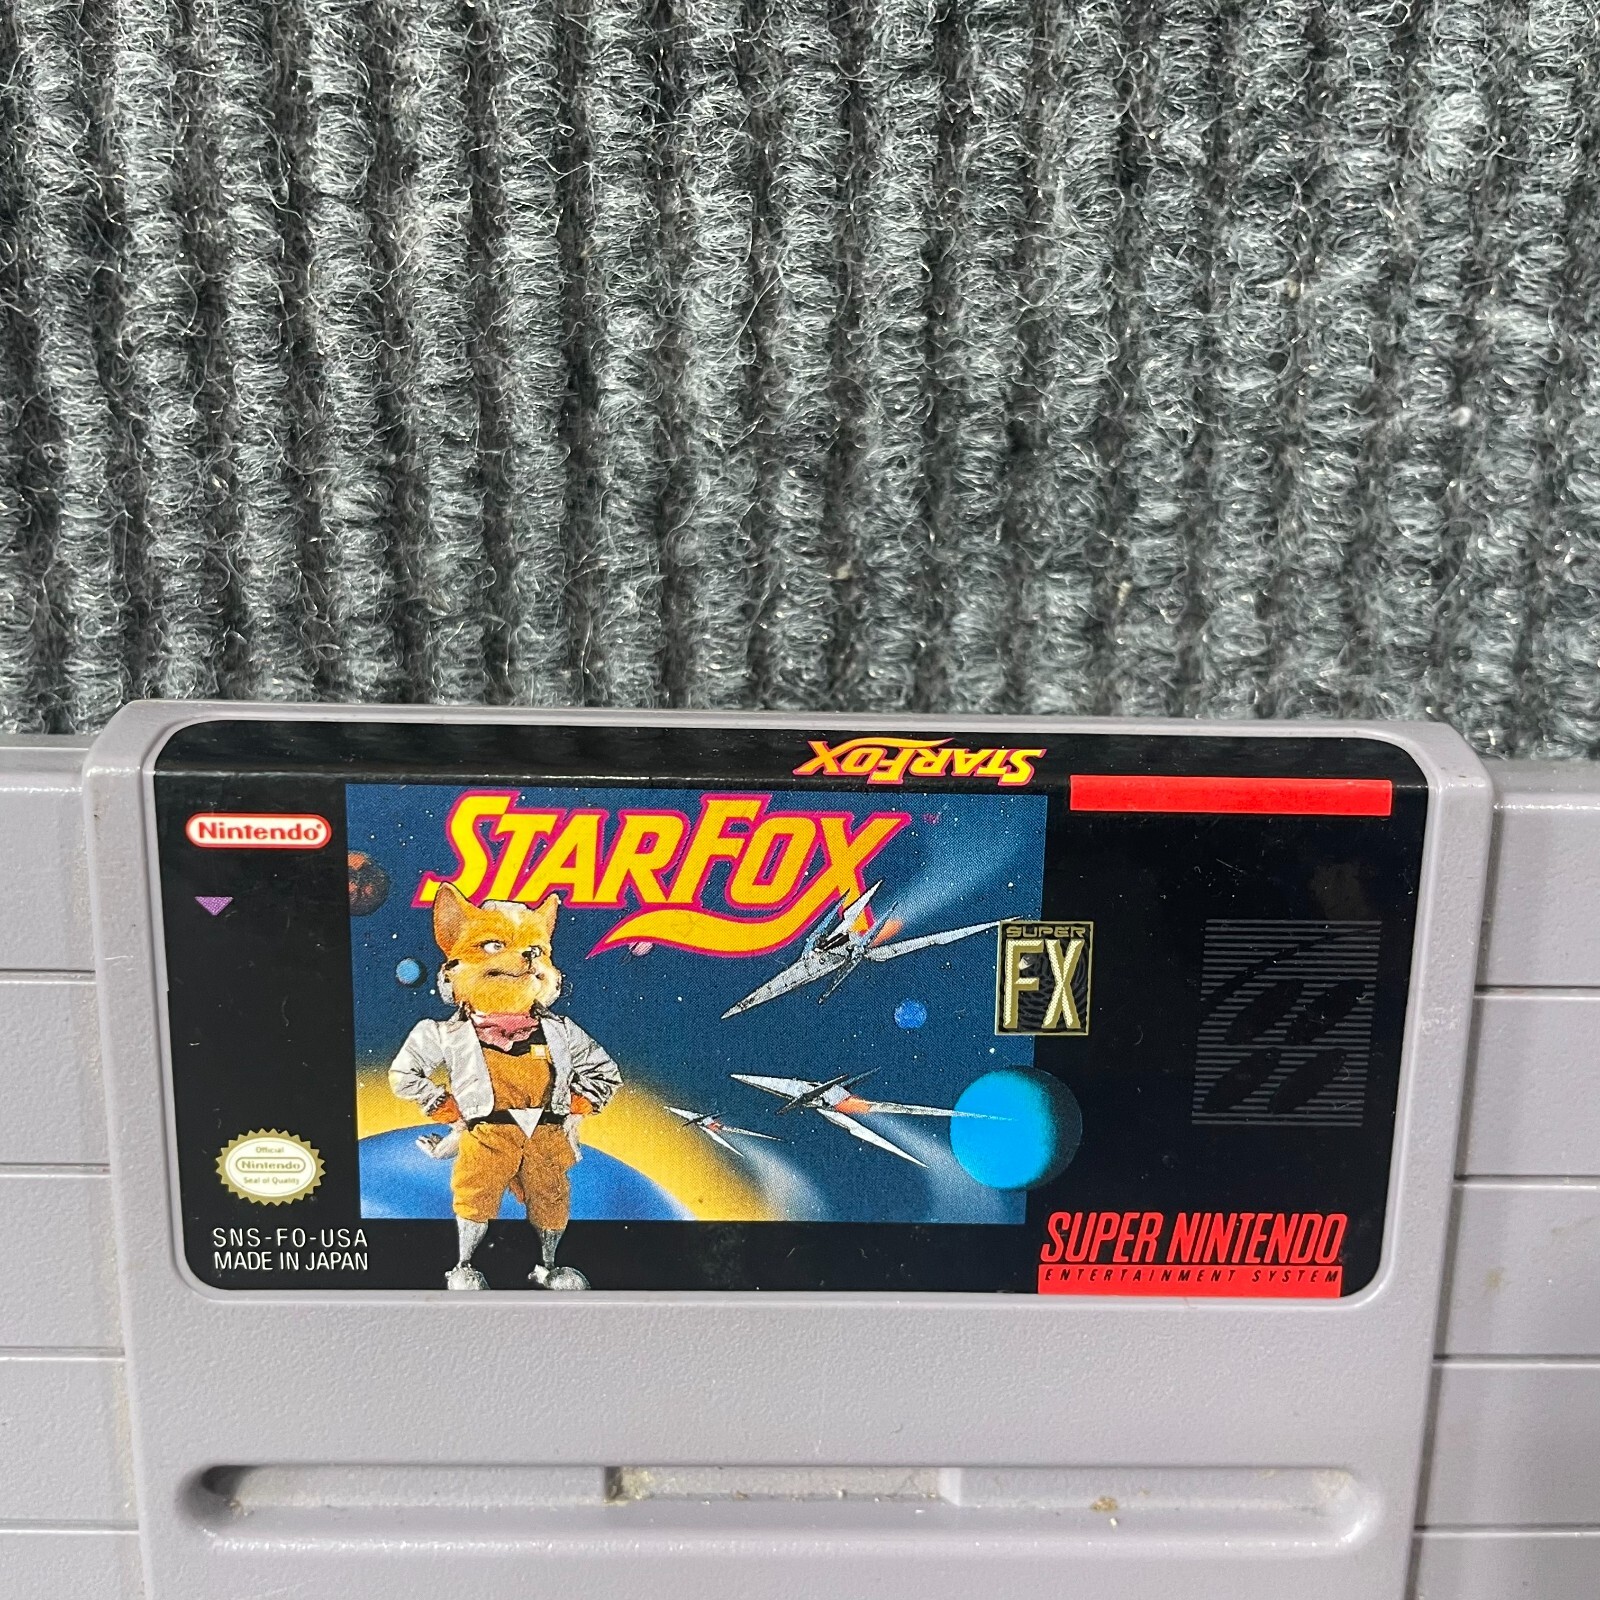 STARFOX
Nintendo®
STARFOX™
SUPER
FX
Official
Nintendo
Seal of Quality
SNS-FO-USA
MADE IN JAPAN
SUPER NINTENDO
ENTERTAINMENT SYSTEM